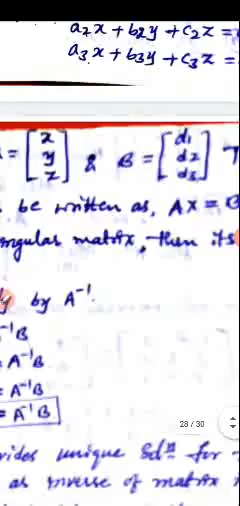 a₂x + b₂y + c₂z =
a₃x + b₃y + c₃z =
= [x y z] & B = [d₁ d₂ d₃]
be written as, AX = B
ngular matrix, then its
by A⁻¹.
⁻¹B
= A⁻¹B
= A⁻¹B
= A⁻¹B
28 / 30
vides unique Solⁿ for
as inverse of matrix